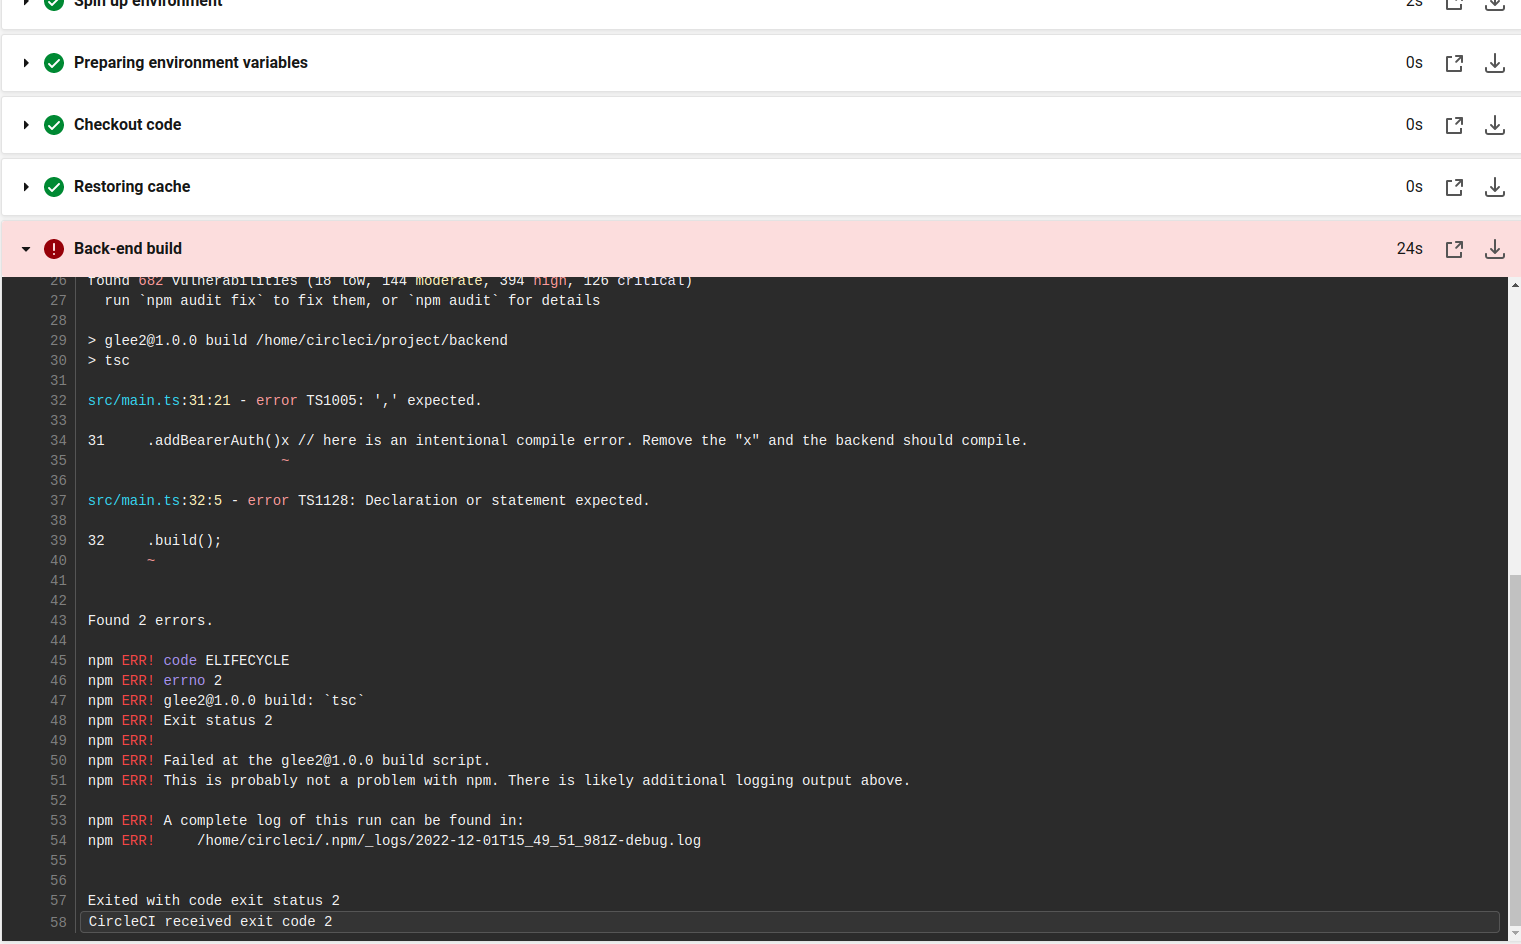 Spin up environment 2s
Preparing environment variables 0s
Checkout code 0s
Restoring cache 0s
Back-end build 24s
26 found 682 vulnerabilities (18 low, 144 moderate, 394 high, 126 critical)
27 run `npm audit fix` to fix them, or `npm audit` for details
28
29 > glee2@1.0.0 build /home/circleci/project/backend
30 > tsc
31
32 src/main.ts:31:21 - error TS1005: ',' expected.
33
34 31     .addBearerAuth()x // here is an intentional compile error. Remove the "x" and the backend should compile.
35 ~
36
37 src/main.ts:32:5 - error TS1128: Declaration or statement expected.
38
39 32     .build();
40 ~
41
42
43 Found 2 errors.
44
45 npm ERR! code ELIFECYCLE
46 npm ERR! errno 2
47 npm ERR! glee2@1.0.0 build: `tsc`
48 npm ERR! Exit status 2
49 npm ERR!
50 npm ERR! Failed at the glee2@1.0.0 build script.
51 npm ERR! This is probably not a problem with npm. There is likely additional logging output above.
52
53 npm ERR! A complete log of this run can be found in:
54 npm ERR!     /home/circleci/.npm/_logs/2022-12-01T15_49_51_981Z-debug.log
55
56
57 Exited with code exit status 2
58 CircleCI received exit code 2